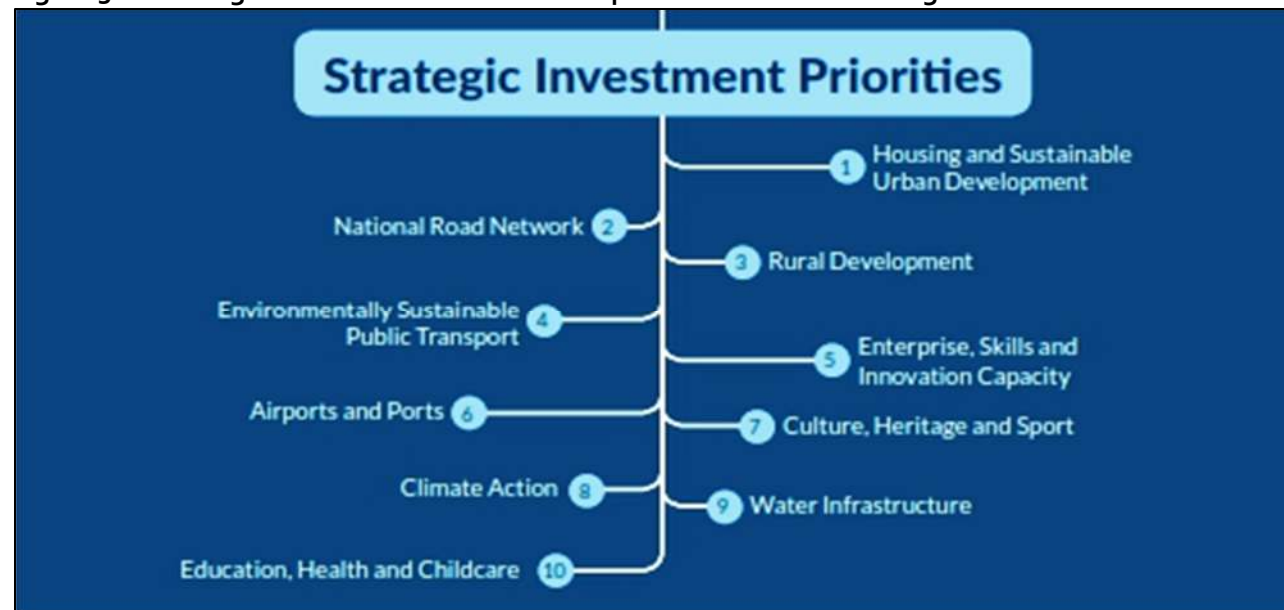 Strategic Investment Priorities
1 Housing and Sustainable
Urban Development
National Road Network 2
3 Rural Development
Environmentally Sustainable
Public Transport 4
5 Enterprise, Skills and
Innovation Capacity
Airports and Ports 6
7 Culture, Heritage and Sport
Climate Action 8
9 Water Infrastructure
Education, Health and Childcare 10